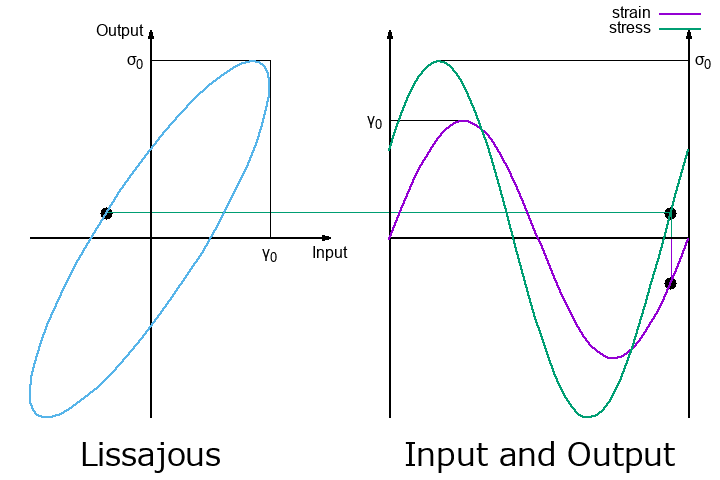 Output
σ0
γ0
Input
Lissajous
strain
stress
σ0
γ0
Input and Output